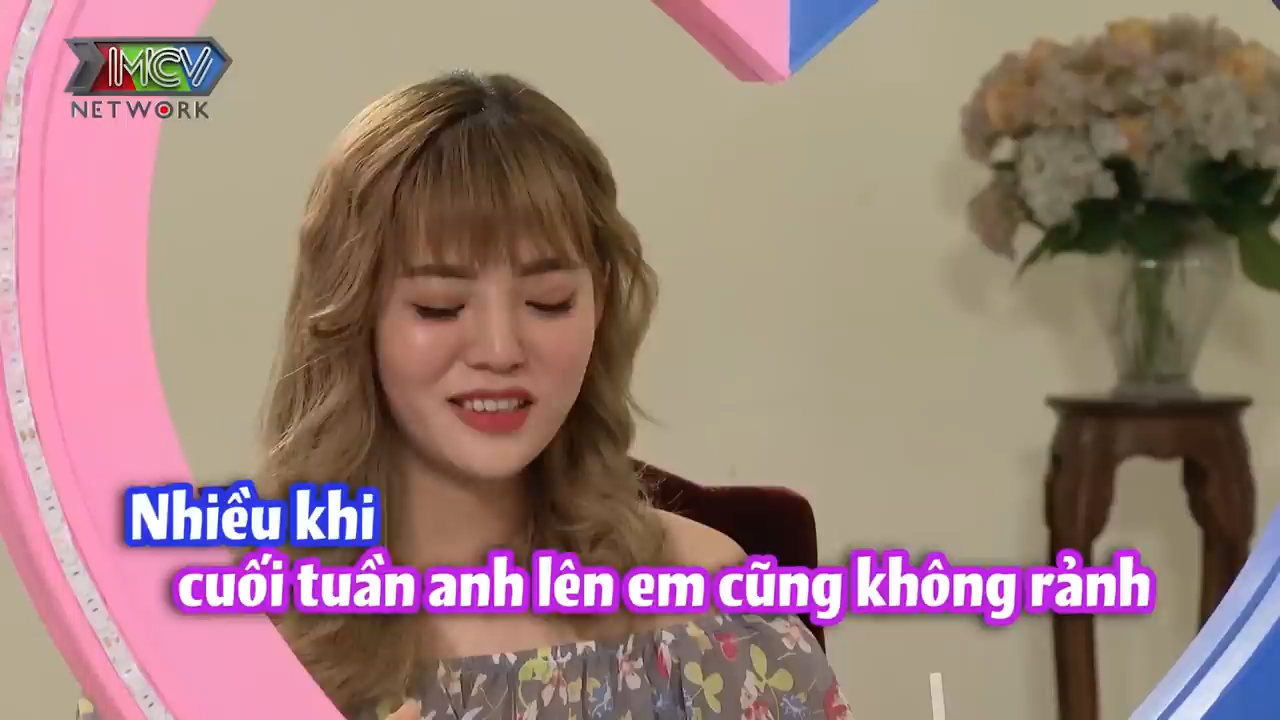 MCV
NETWORK
Nhiều khi
cuối tuần anh lên em cũng không rảnh